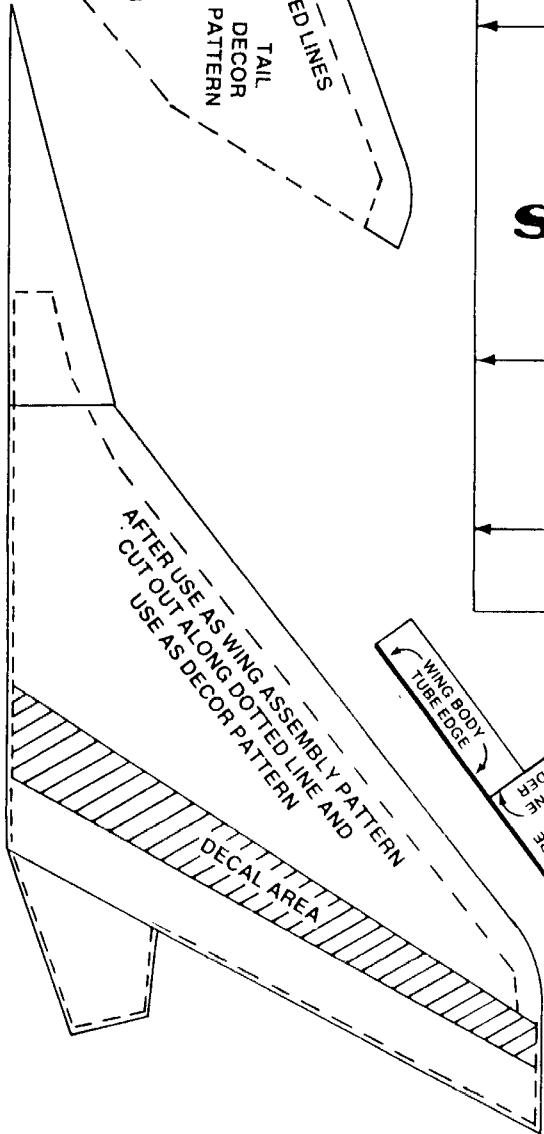 ED LINES
TAIL
DECOR
PATTERN
S
AFTER USE AS WING ASSEMBLY PATTERN
CUT OUT ALONG DOTTED LINE AND
USE AS DECOR PATTERN
WING BODY
TUBE EDGE
DECAL AREA